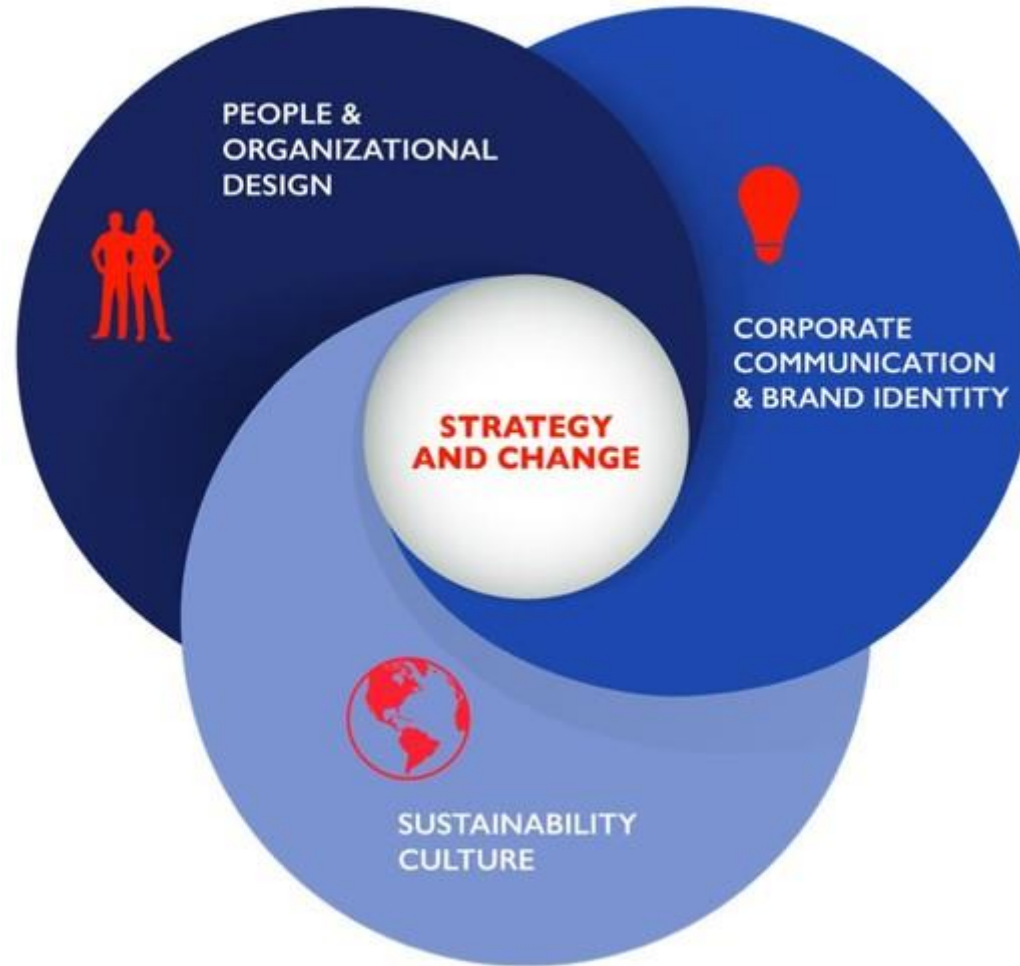 PEOPLE &
ORGANIZATIONAL
DESIGN
CORPORATE
COMMUNICATION
& BRAND IDENTITY
STRATEGY
AND CHANGE
SUSTAINABILITY
CULTURE